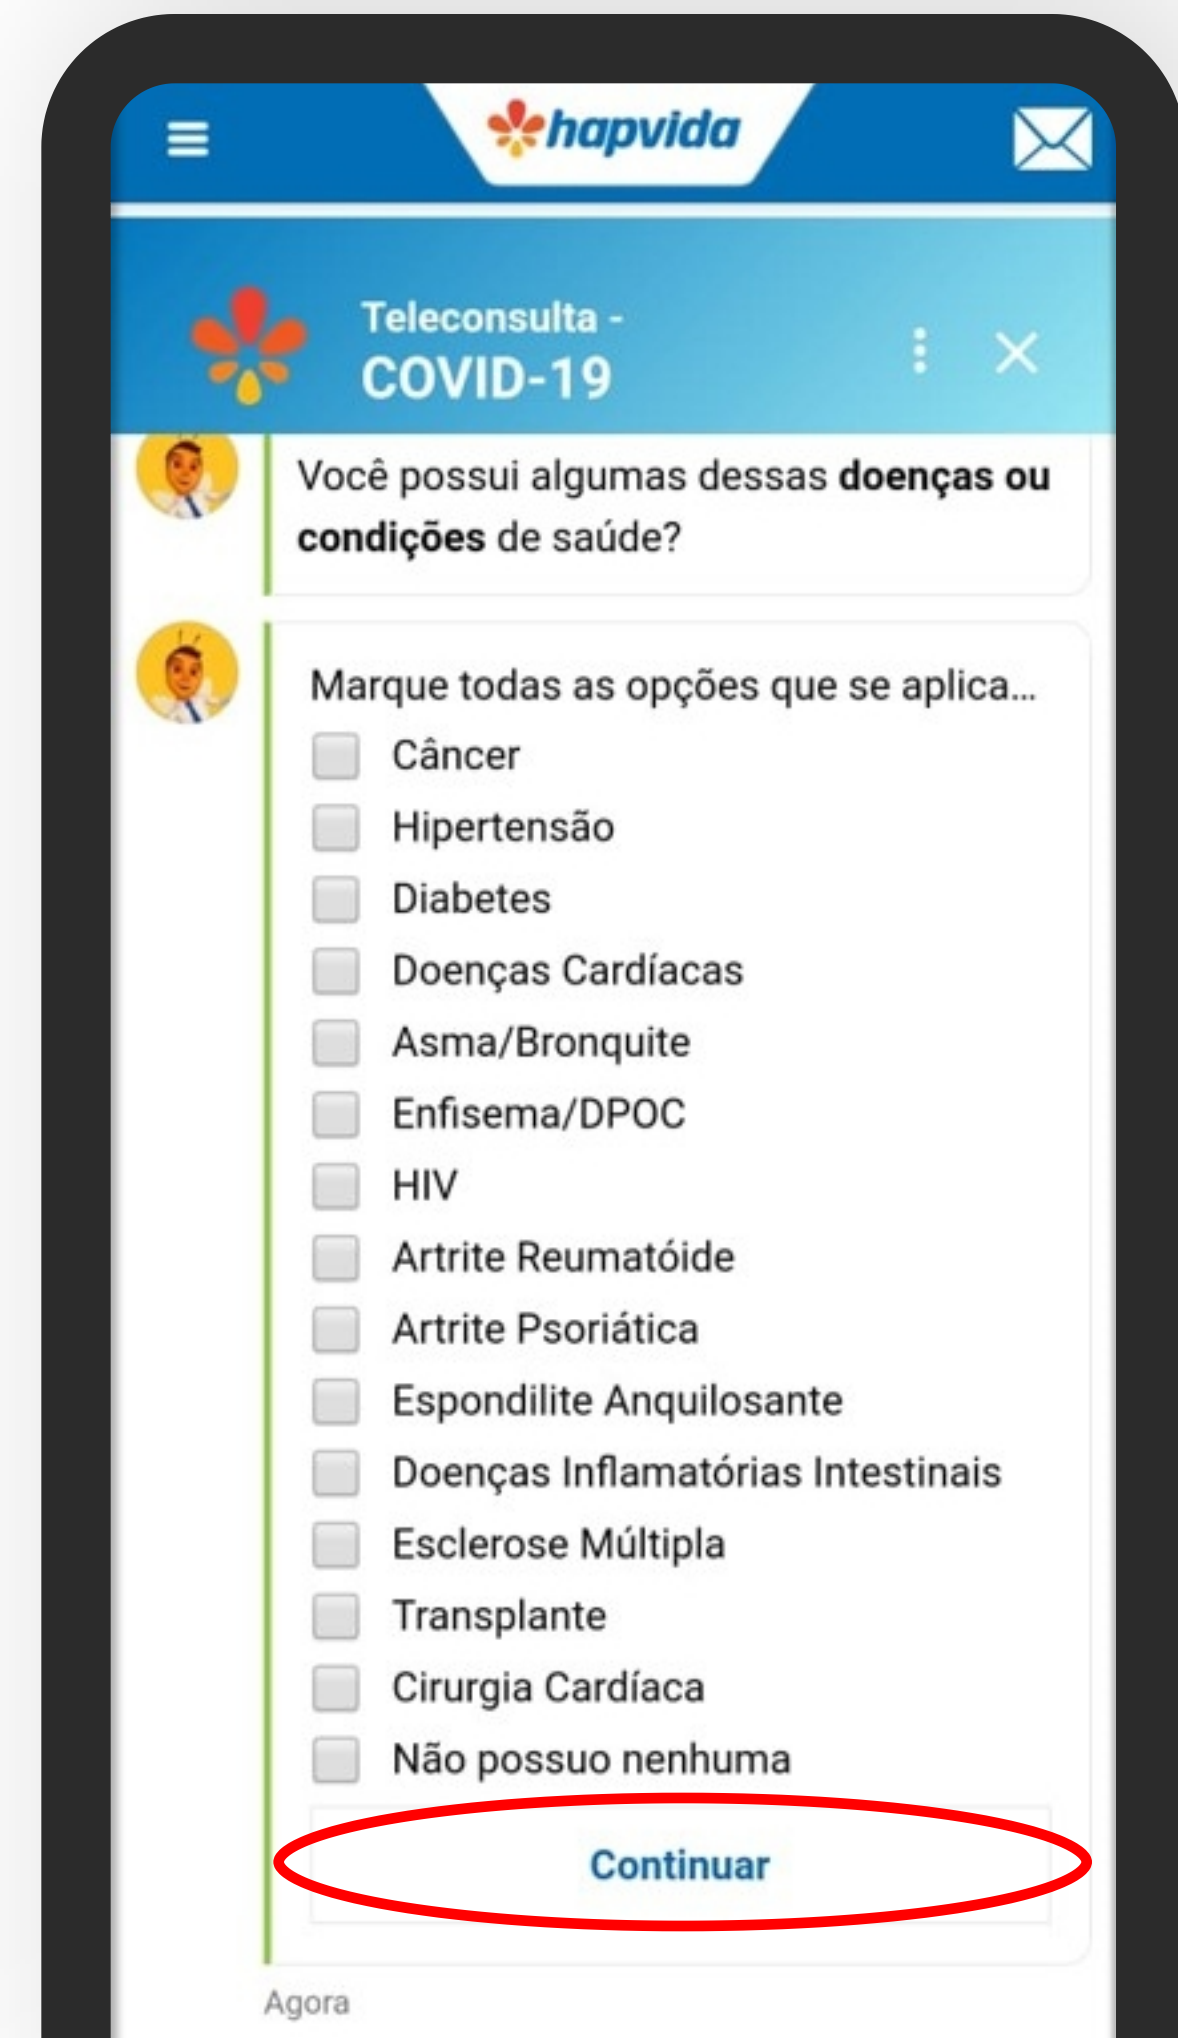 hapvida
Teleconsulta -
COVID-19
Você possui algumas dessas doenças ou
condições de saúde?
Marque todas as opções que se aplica...
Câncer
Hipertensão
Diabetes
Doenças Cardíacas
Asma/Bronquite
Enfisema/DPOC
HIV
Artrite Reumatóide
Artrite Psoriática
Espondilite Anquilosante
Doenças Inflamatórias Intestinais
Esclerose Múltipla
Transplante
Cirurgia Cardíaca
Não possuo nenhuma
Continuar
Agora